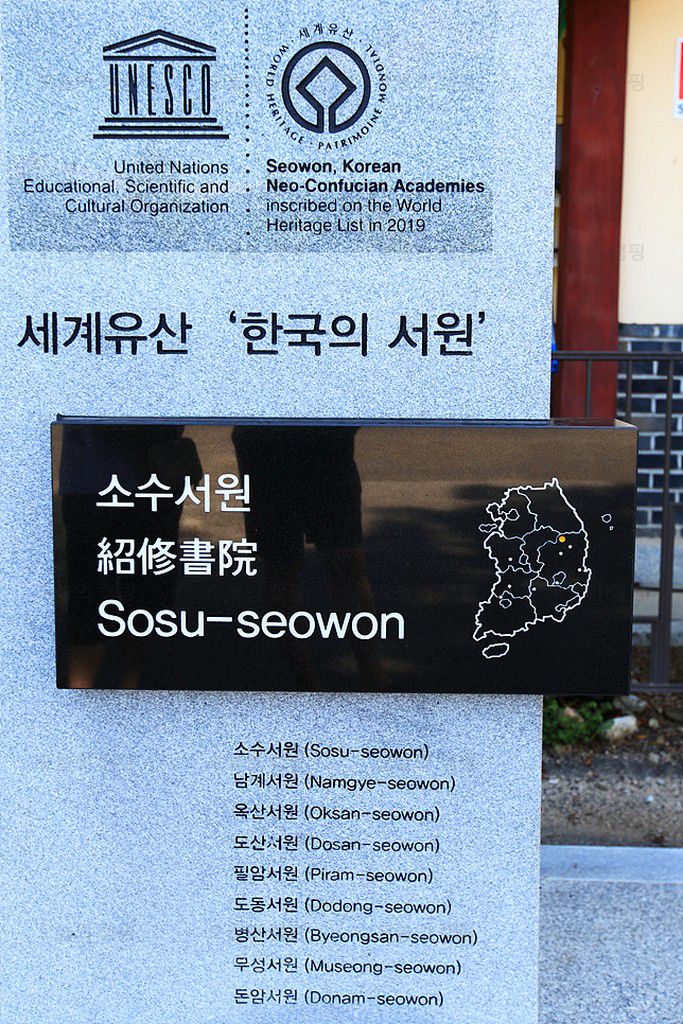 UNESCO
United Nations
Educational, Scientific and
Cultural Organization
세계유산
WORLD HERITAGE · PATRIMOINE MONDIAL
Seowon, Korean
Neo-Confucian Academies
inscribed on the World
Heritage List in 2019
세계유산 ‘한국의 서원’
소수서원
紹修書院
Sosu-seowon
소수서원 (Sosu-seowon)
남계서원 (Namgye-seowon)
옥산서원 (Oksan-seowon)
도산서원 (Dosan-seowon)
필암서원 (Piram-seowon)
도동서원 (Dodong-seowon)
병산서원 (Byeongsan-seowon)
무성서원 (Museong-seowon)
돈암서원 (Donam-seowon)